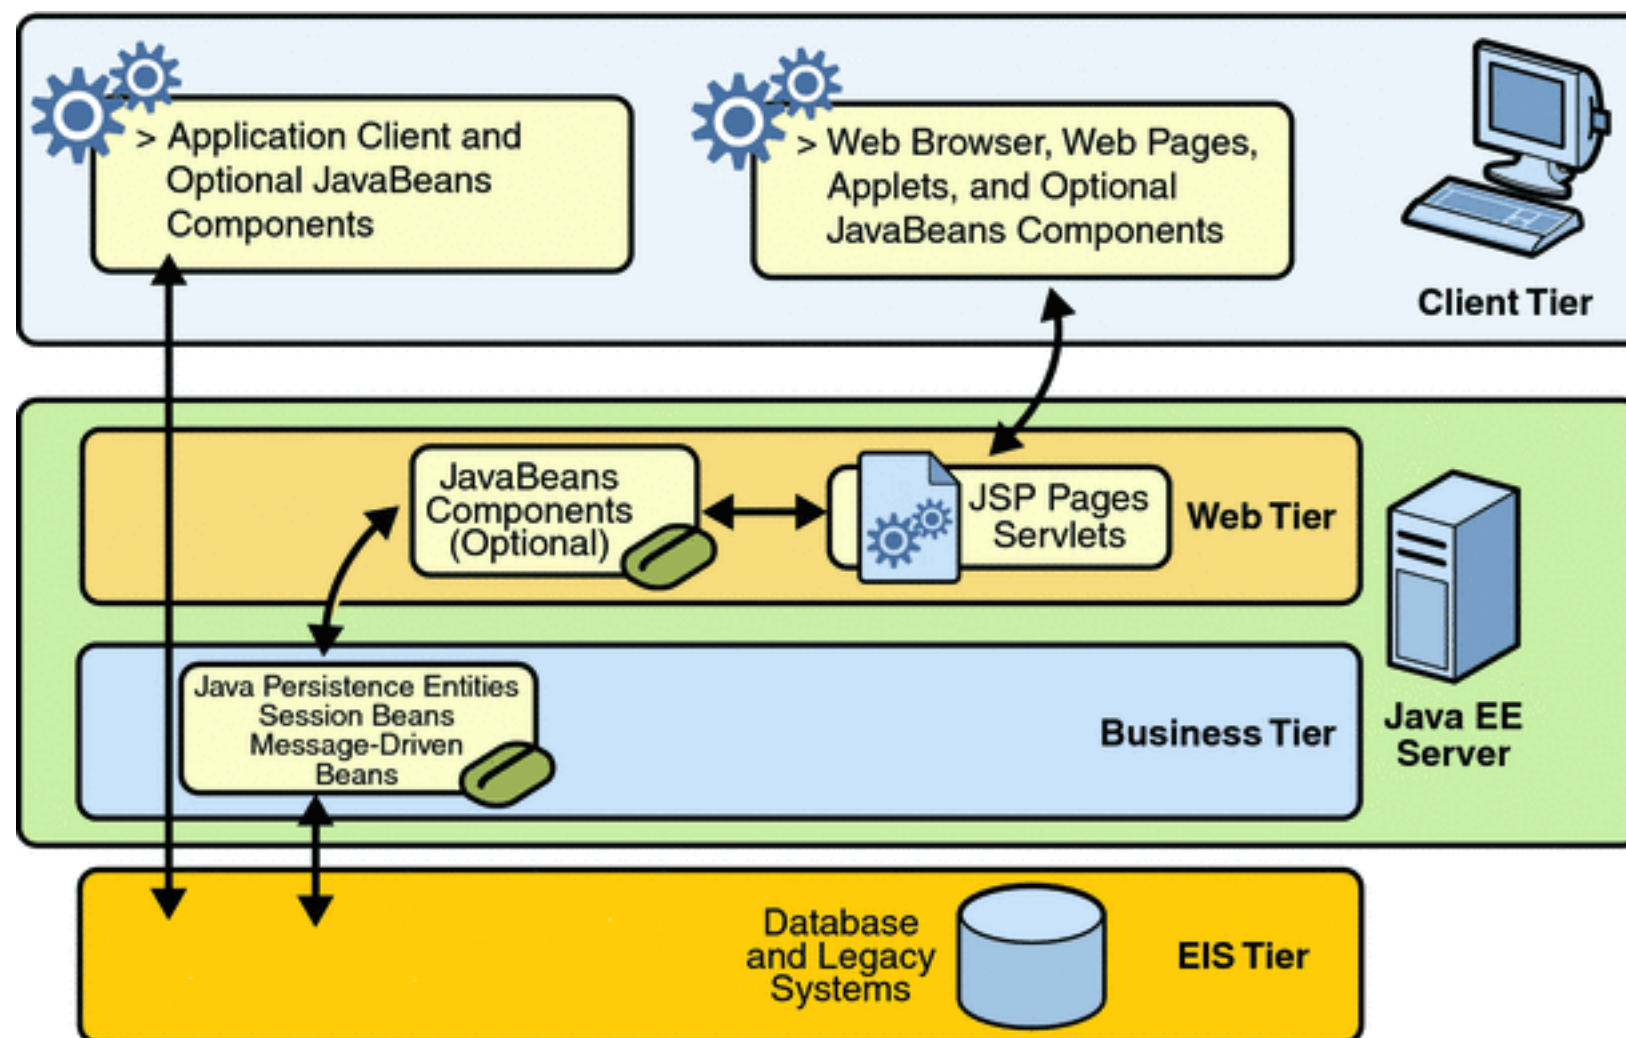 > Application Client and
Optional JavaBeans
Components
> Web Browser, Web Pages,
Applets, and Optional
JavaBeans Components
Client Tier
JavaBeans
Components
(Optional)
JSP Pages
Servlets
Web Tier
Java Persistence Entities
Session Beans
Message-Driven
Beans
Business Tier
Java EE
Server
Database
and Legacy
Systems
EIS Tier